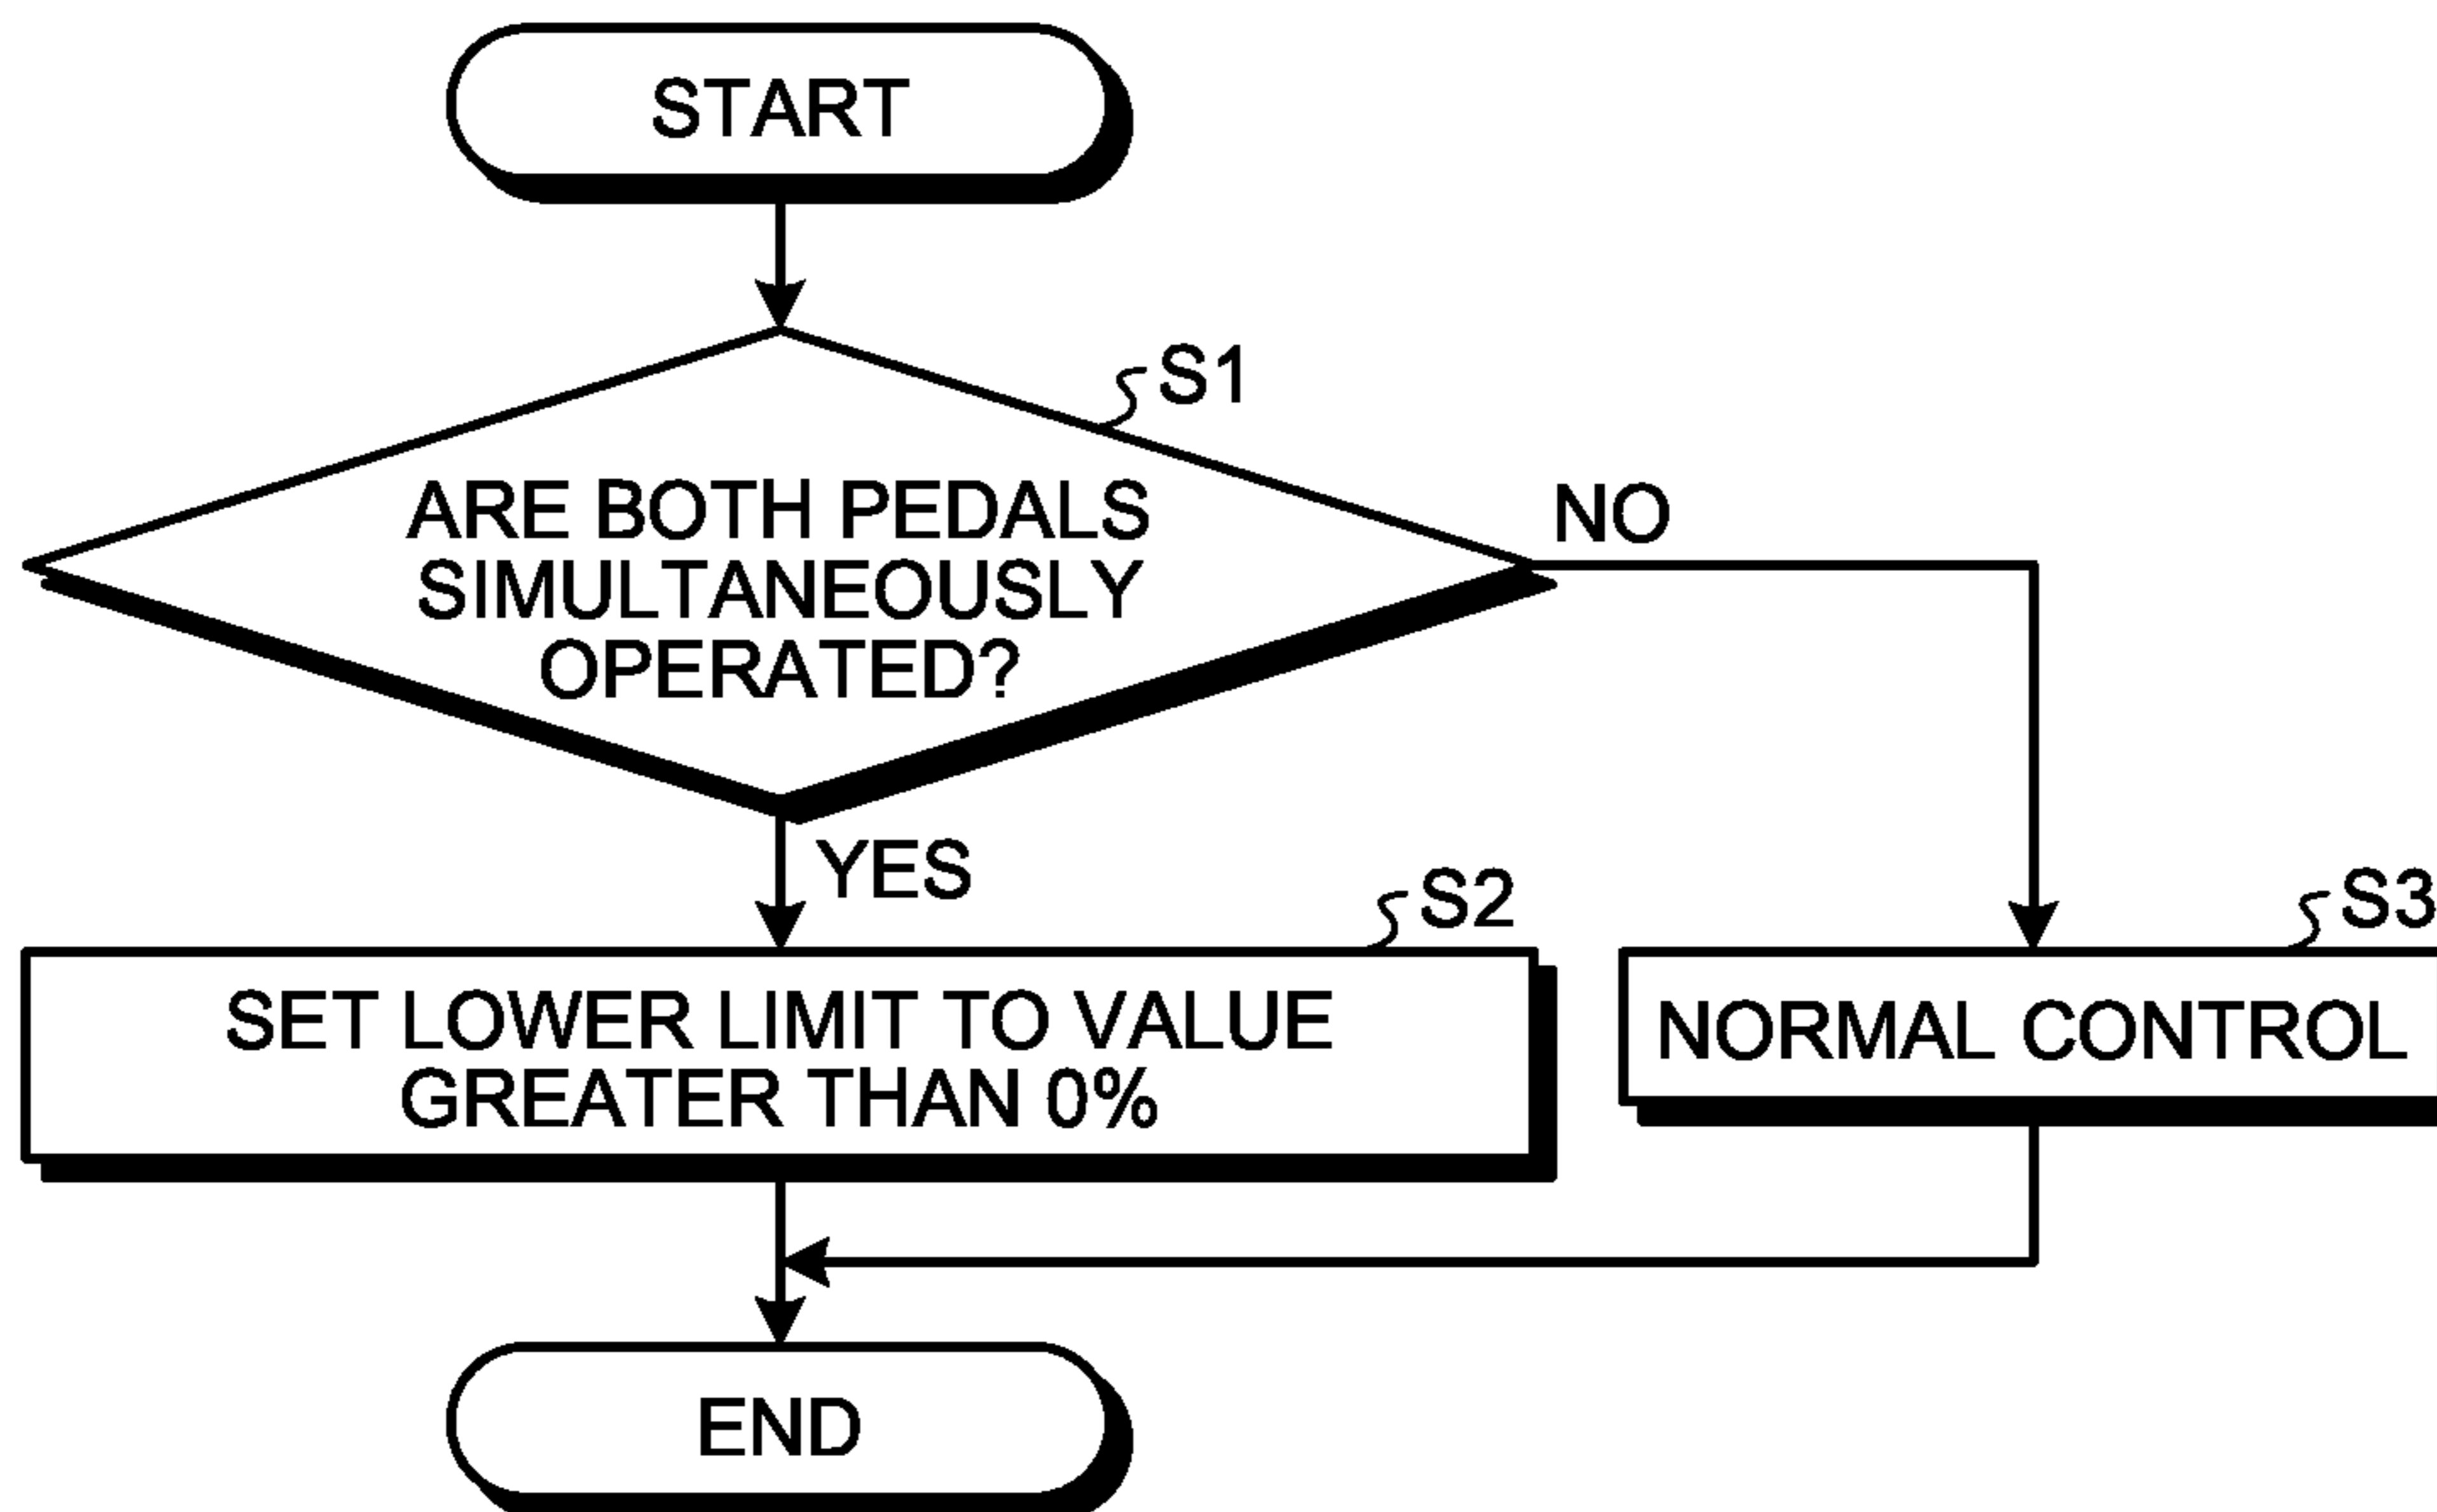 START
S1
ARE BOTH PEDALS
SIMULTANEOUSLY
OPERATED?
NO
YES
S2
SET LOWER LIMIT TO VALUE
GREATER THAN 0%
S3
NORMAL CONTROL
END